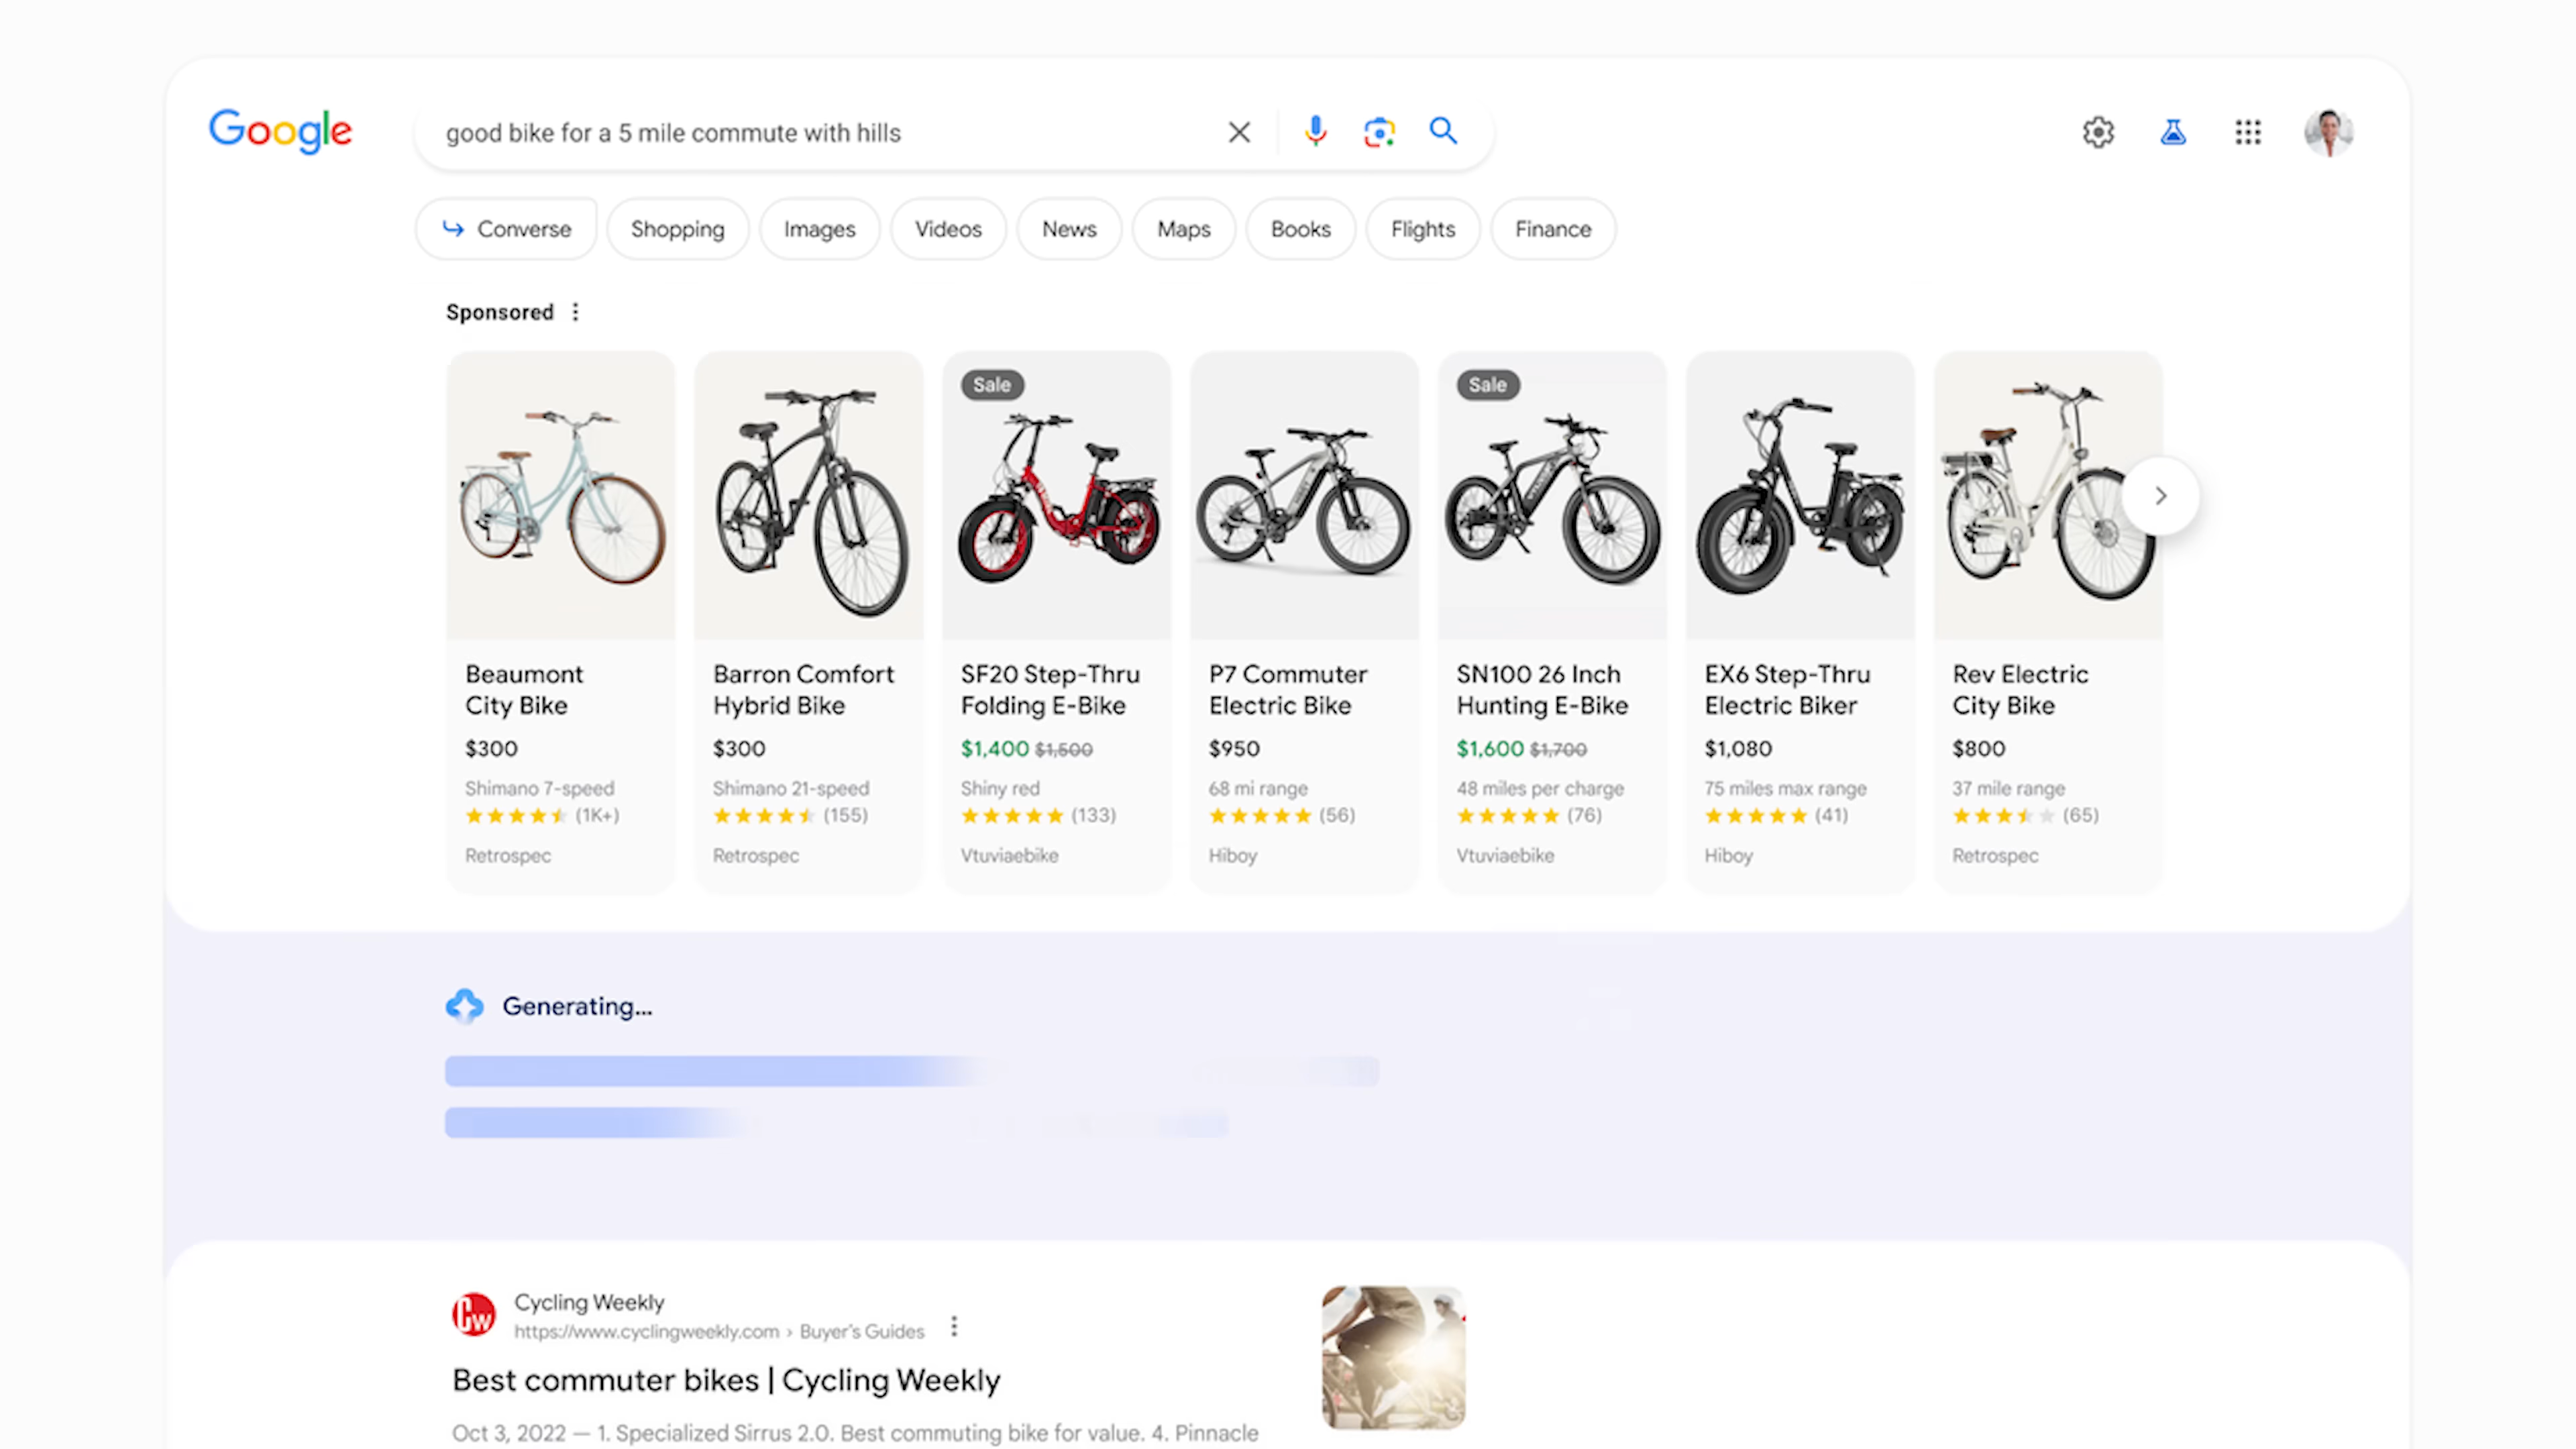 Google
good bike for a 5 mile commute with hills
Converse
Shopping
Images
Videos
News
Maps
Books
Flights
Finance
Sponsored
Beaumont
City Bike
$300
Shimano 7-speed
(1K+)
Retrospec
Barron Comfort
Hybrid Bike
$300
Shimano 21-speed
(155)
Retrospec
Sale
SF20 Step-Thru
Folding E-Bike
$1,400 $1,500
Shiny red
(133)
Vtuviaebike
P7 Commuter
Electric Bike
$950
68 mi range
(56)
Hiboy
Sale
SN100 26 Inch
Hunting E-Bike
$1,600 $1,700
48 miles per charge
(76)
Vtuviaebike
EX6 Step-Thru
Electric Biker
$1,080
75 miles max range
(41)
Hiboy
Rev Electric
City Bike
$800
37 mile range
(65)
Retrospec
Generating...
Cw
Cycling Weekly
https://www.cyclingweekly.com › Buyer's Guides
Best commuter bikes | Cycling Weekly
Oct 3, 2022 — 1. Specialized Sirrus 2.0. Best commuting bike for value. 4. Pinnacle